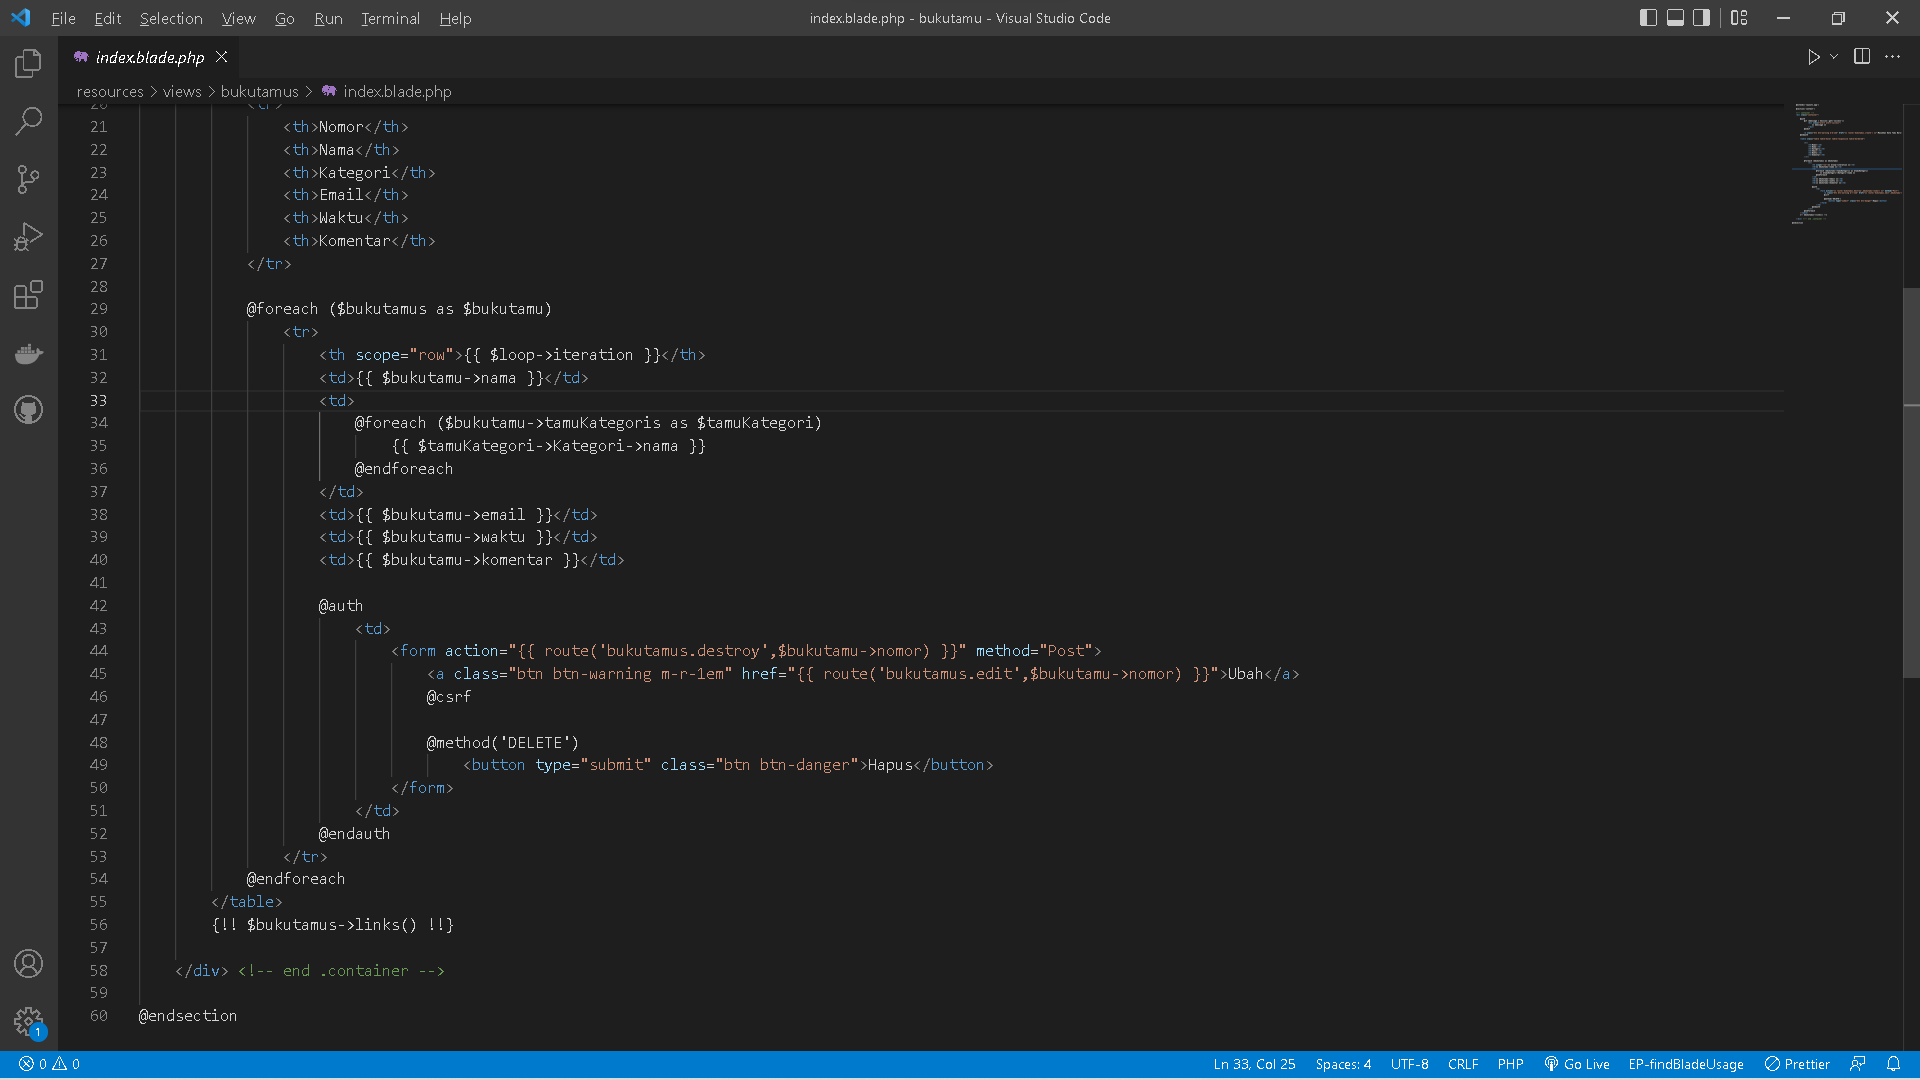 File Edit Selection View Go Run Terminal Help
index.blade.php - bukutamu - Visual Studio Code
index.blade.php
resources > views > bukutamus > index.blade.php
20 <tr>
21 <th>Nomor</th>
22 <th>Nama</th>
23 <th>Kategori</th>
24 <th>Email</th>
25 <th>Waktu</th>
26 <th>Komentar</th>
27 </tr>
28
29 @foreach ($bukutamus as $bukutamu)
30 <tr>
31 <th scope="row">{{ $loop->iteration }}</th>
32 <td>{{ $bukutamu->nama }}</td>
33 <td>
34 @foreach ($bukutamu->tamuKategoris as $tamuKategori)
35 {{ $tamuKategori->Kategori->nama }}
36 @endforeach
37 </td>
38 <td>{{ $bukutamu->email }}</td>
39 <td>{{ $bukutamu->waktu }}</td>
40 <td>{{ $bukutamu->komentar }}</td>
41
42 @auth
43 <td>
44 <form action="{{ route('bukutamus.destroy',$bukutamu->nomor) }}" method="Post">
45 <a class="btn btn-warning m-r-1em" href="{{ route('bukutamus.edit',$bukutamu->nomor) }}">Ubah</a>
46 @csrf
47
48 @method('DELETE')
49 <button type="submit" class="btn btn-danger">Hapus</button>
50 </form>
51 </td>
52 @endauth
53 </tr>
54 @endforeach
55 </table>
56 {!! $bukutamus->links() !!}
57
58 </div> <!-- end .container -->
59
60 @endsection
1
0 0 Ln 33, Col 25 Spaces: 4 UTF-8 CRLF PHP Go Live EP-findBladeUsage Prettier